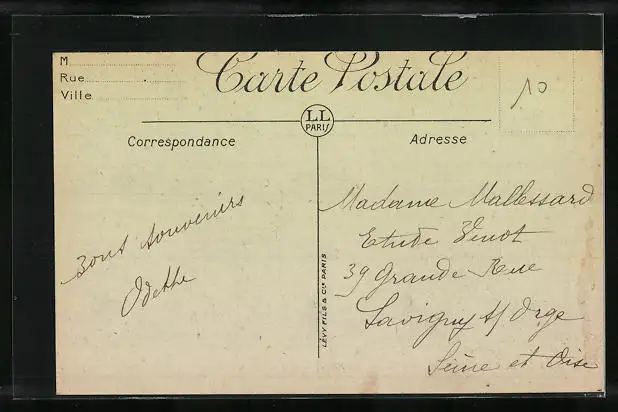 M
Rue
Ville
Carte Postale
10
LL
PARIS
Correspondance
Adresse
Bons souvenirs
Odette
LÉVY FILS & Cie PARIS
Madame Mallessard
Etude Venot
39 Grande Rue
Savigny s/ Orge
Seine et Oise